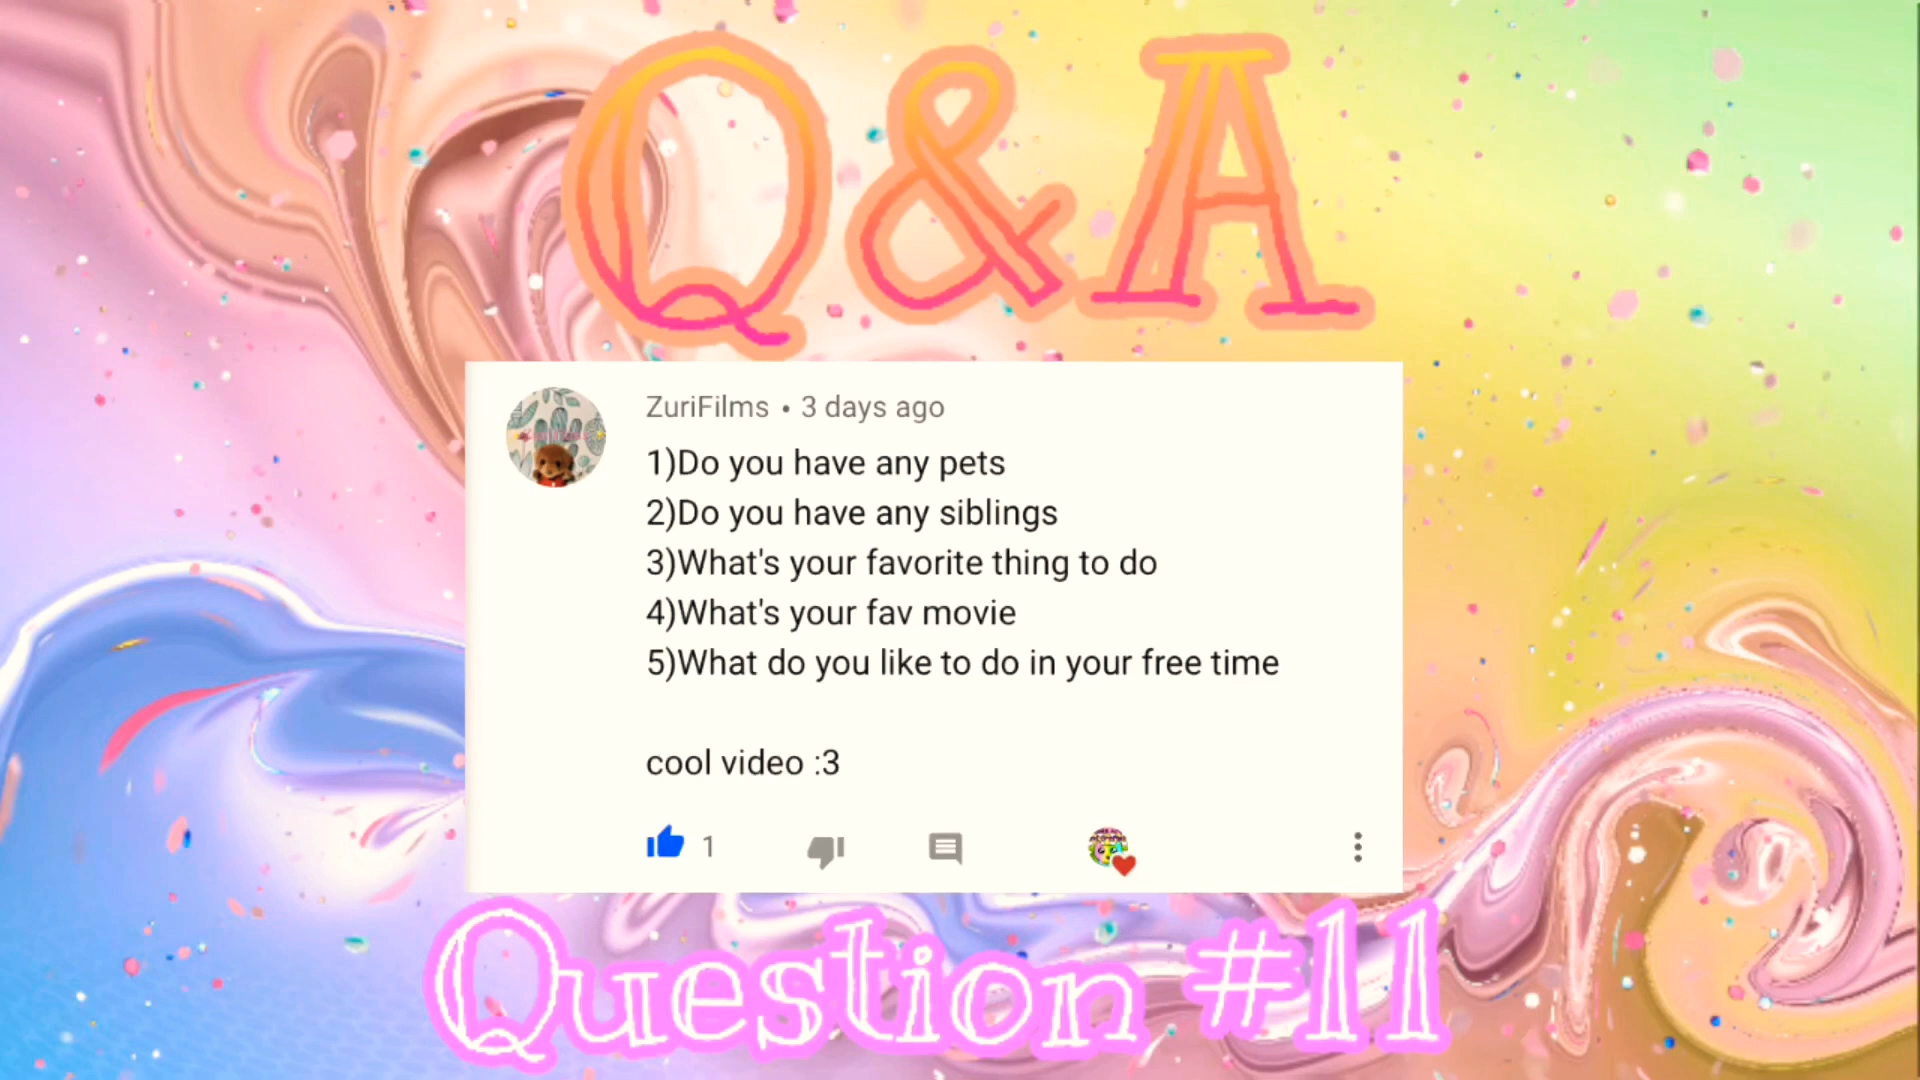 Q&A
ZuriFilms • 3 days ago
1)Do you have any pets
2)Do you have any siblings
3)What's your favorite thing to do
4)What's your fav movie
5)What do you like to do in your free time
cool video :3
1
Question #11